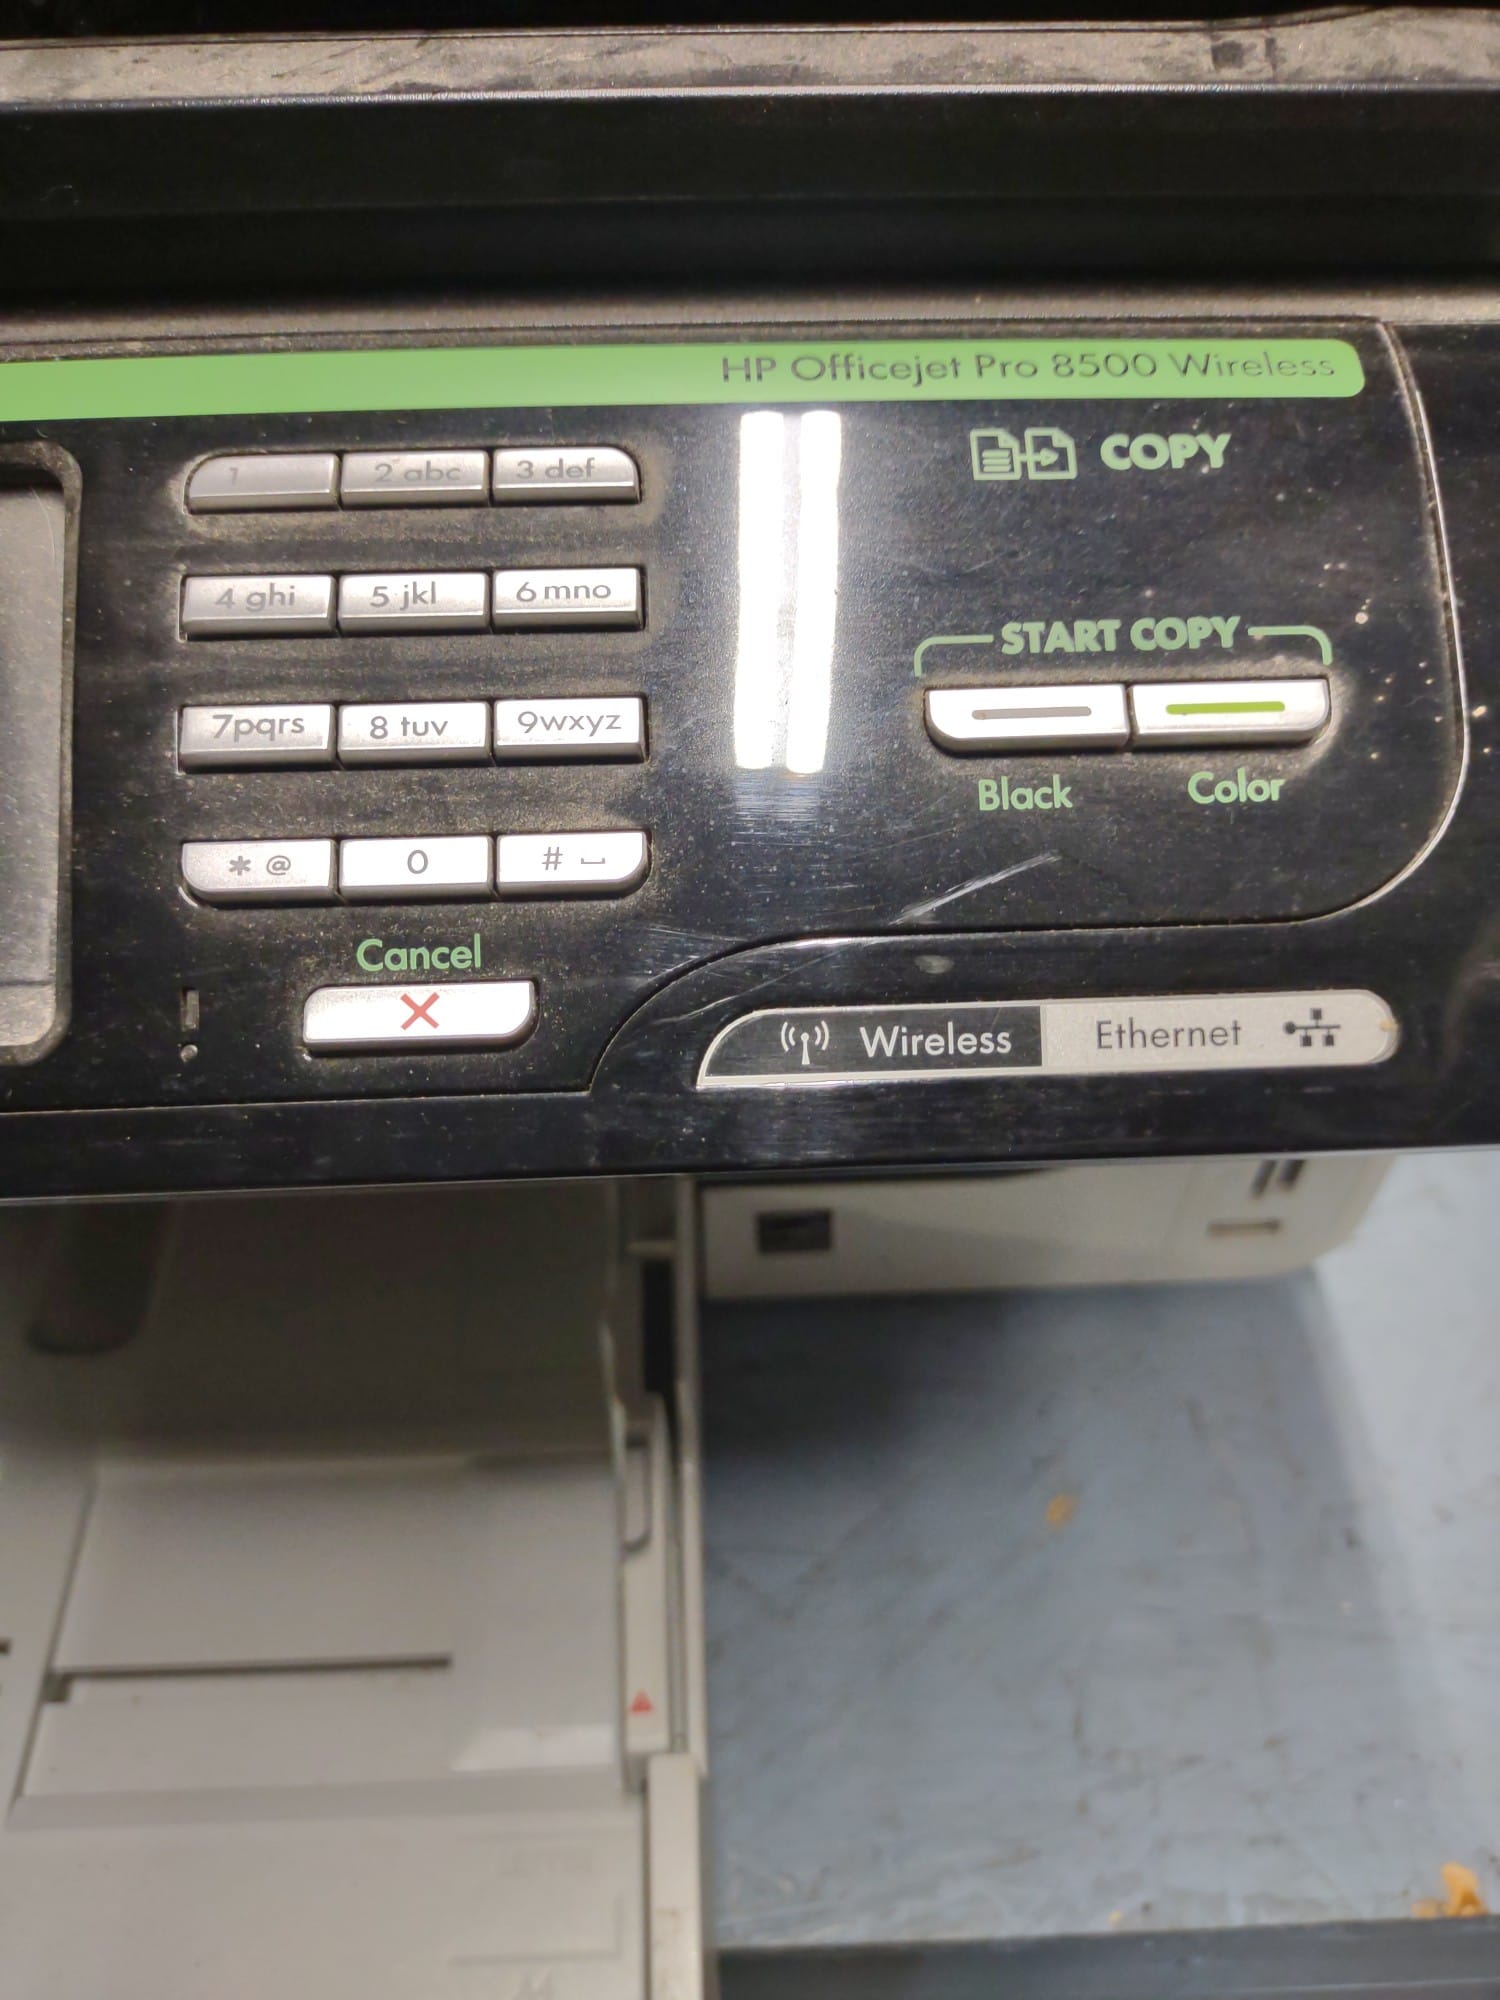 HP Officejet Pro 8500 Wireless
COPY
1 2 abc 3 def
4 ghi 5 jkl 6 mno
START COPY
7pqrs 8 tuv 9wxyz
Black Color
* @ 0 #
Cancel
Wireless Ethernet